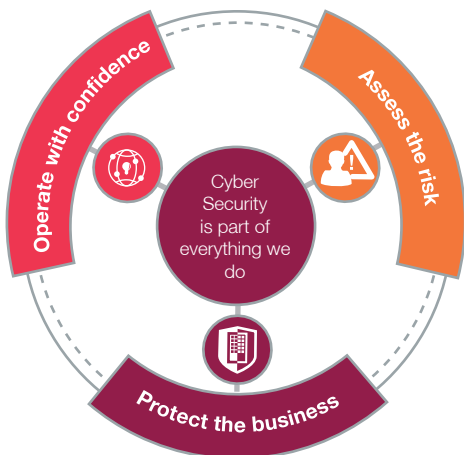 Operate with confidence
Assess the risk
Cyber
Security
is part of
everything we
do
Protect the business